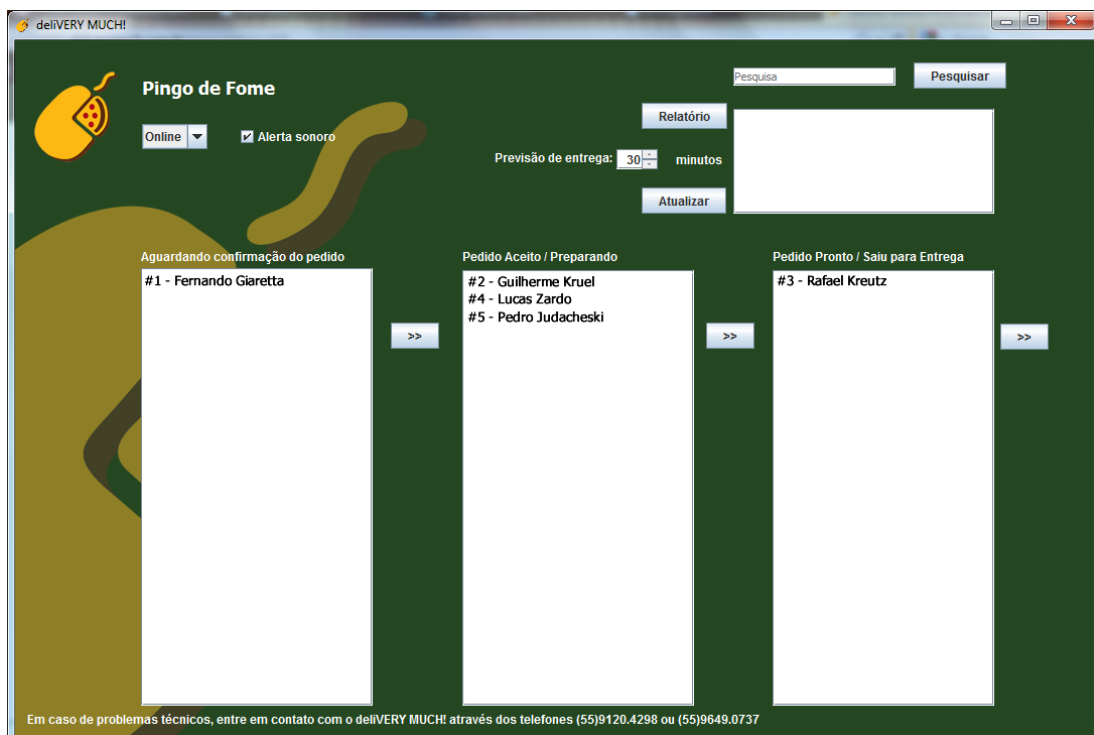 deliVERY MUCH!
Pingo de Fome
Pesquisa
Pesquisar
Online
Alerta sonoro
Relatório
Previsão de entrega: 30 minutos
Atualizar
Aguardando confirmação do pedido
#1 - Fernando Giaretta
>>
Pedido Aceito / Preparando
#2 - Guilherme Kruel
#4 - Lucas Zardo
#5 - Pedro Judacheski
>>
Pedido Pronto / Saiu para Entrega
#3 - Rafael Kreutz
>>
Em caso de problemas técnicos, entre em contato com o deliVERY MUCH! através dos telefones (55)9120.4298 ou (55)9649.0737